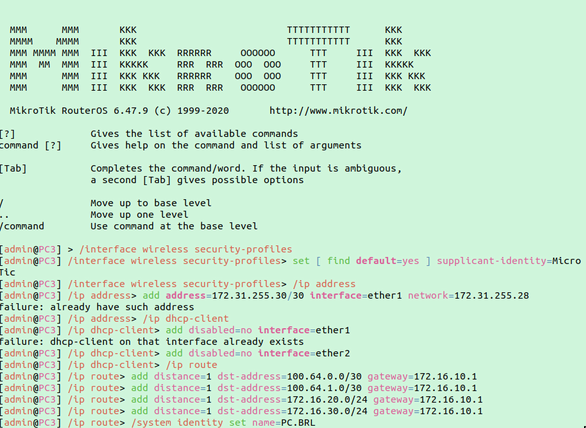 MMM      MMM       KKK                          TTTTTTTTTTT      KKK
MMMM    MMMM       KKK                          TTTTTTTTTTT      KKK
MMM MMMM MMM  III  KKK  KKK  RRRRRR     OOOOOO      TTT     III  KKK  KKK
MMM  MM  MMM  III  KKKKK     RRR  RRR  OOO  OOO     TTT     III  KKKKK
MMM      MMM  III  KKK KKK   RRRRRR    OOO  OOO     TTT     III  KKK KKK
MMM      MMM  III  KKK  KKK  RRR  RRR   OOOOOO      TTT     III  KKK  KKK
MikroTik RouterOS 6.47.9 (c) 1999-2020       http://www.mikrotik.com/
[?]             Gives the list of available commands
command [?]     Gives help on the command and list of arguments
[Tab]           Completes the command/word. If the input is ambiguous,
a second [Tab] gives possible options
/               Move up to base level
..              Move up one level
/command        Use command at the base level
[admin@PC3] > /interface wireless security-profiles
[admin@PC3] /interface wireless security-profiles> set [ find default=yes ] supplicant-identity=Micro
Tic
[admin@PC3] /interface wireless security-profiles> /ip address
[admin@PC3] /ip address> add address=172.31.255.30/30 interface=ether1 network=172.31.255.28
failure: already have such address
[admin@PC3] /ip address> /ip dhcp-client
[admin@PC3] /ip dhcp-client> add disabled=no interface=ether1
failure: dhcp-client on that interface already exists
[admin@PC3] /ip dhcp-client> add disabled=no interface=ether2
[admin@PC3] /ip dhcp-client> /ip route
[admin@PC3] /ip route> add distance=1 dst-address=100.64.0.0/30 gateway=172.16.10.1
[admin@PC3] /ip route> add distance=1 dst-address=100.64.1.0/30 gateway=172.16.10.1
[admin@PC3] /ip route> add distance=1 dst-address=172.16.20.0/24 gateway=172.16.10.1
[admin@PC3] /ip route> add distance=1 dst-address=172.16.30.0/24 gateway=172.16.10.1
[admin@PC3] /ip route> /system identity set name=PC.BRL